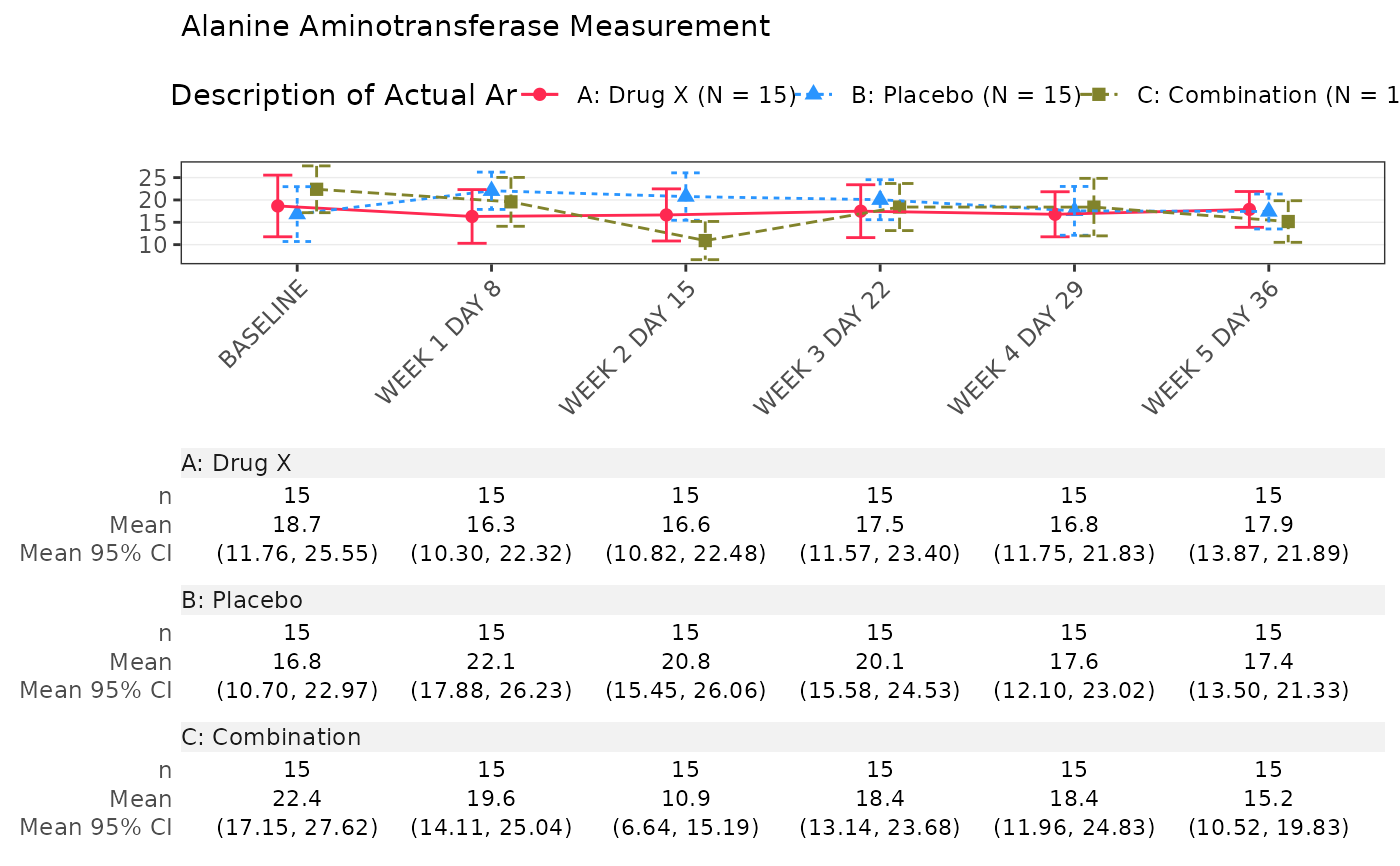 Alanine Aminotransferase Measurement
Description of Actual Ar A: Drug X (N = 15) B: Placebo (N = 15) C: Combination (N = 1
25
20
15
10
BASELINE WEEK 1 DAY 8 WEEK 2 DAY 15 WEEK 3 DAY 22 WEEK 4 DAY 29 WEEK 5 DAY 36
A: Drug X
n 15 15 15 15 15 15
Mean 18.7 16.3 16.6 17.5 16.8 17.9
Mean 95% CI (11.76, 25.55) (10.30, 22.32) (10.82, 22.48) (11.57, 23.40) (11.75, 21.83) (13.87, 21.89)
B: Placebo
n 15 15 15 15 15 15
Mean 16.8 22.1 20.8 20.1 17.6 17.4
Mean 95% CI (10.70, 22.97) (17.88, 26.23) (15.45, 26.06) (15.58, 24.53) (12.10, 23.02) (13.50, 21.33)
C: Combination
n 15 15 15 15 15 15
Mean 22.4 19.6 10.9 18.4 18.4 15.2
Mean 95% CI (17.15, 27.62) (14.11, 25.04) (6.64, 15.19) (13.14, 23.68) (11.96, 24.83) (10.52, 19.83)